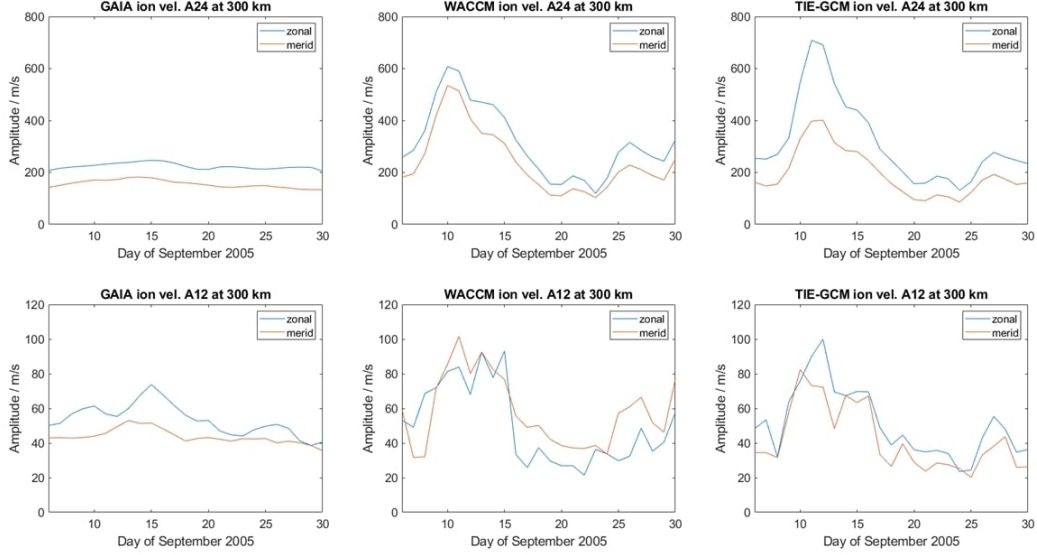 GAIA ion vel. A24 at 300 km
800
600
400
200
0
Amplitude / m/s
zonal
merid
10 15 20 25 30
Day of September 2005
WACCM ion vel. A24 at 300 km
800
600
400
200
0
Amplitude / m/s
zonal
merid
10 15 20 25 30
Day of September 2005
TIE-GCM ion vel. A24 at 300 km
800
600
400
200
0
Amplitude / m/s
zonal
merid
10 15 20 25 30
Day of September 2005
GAIA ion vel. A12 at 300 km
120
100
80
60
40
20
0
Amplitude / m/s
zonal
merid
10 15 20 25 30
Day of September 2005
WACCM ion vel. A12 at 300 km
120
100
80
60
40
20
0
Amplitude / m/s
zonal
merid
10 15 20 25 30
Day of September 2005
TIE-GCM ion vel. A12 at 300 km
120
100
80
60
40
20
0
Amplitude / m/s
zonal
merid
10 15 20 25 30
Day of September 2005